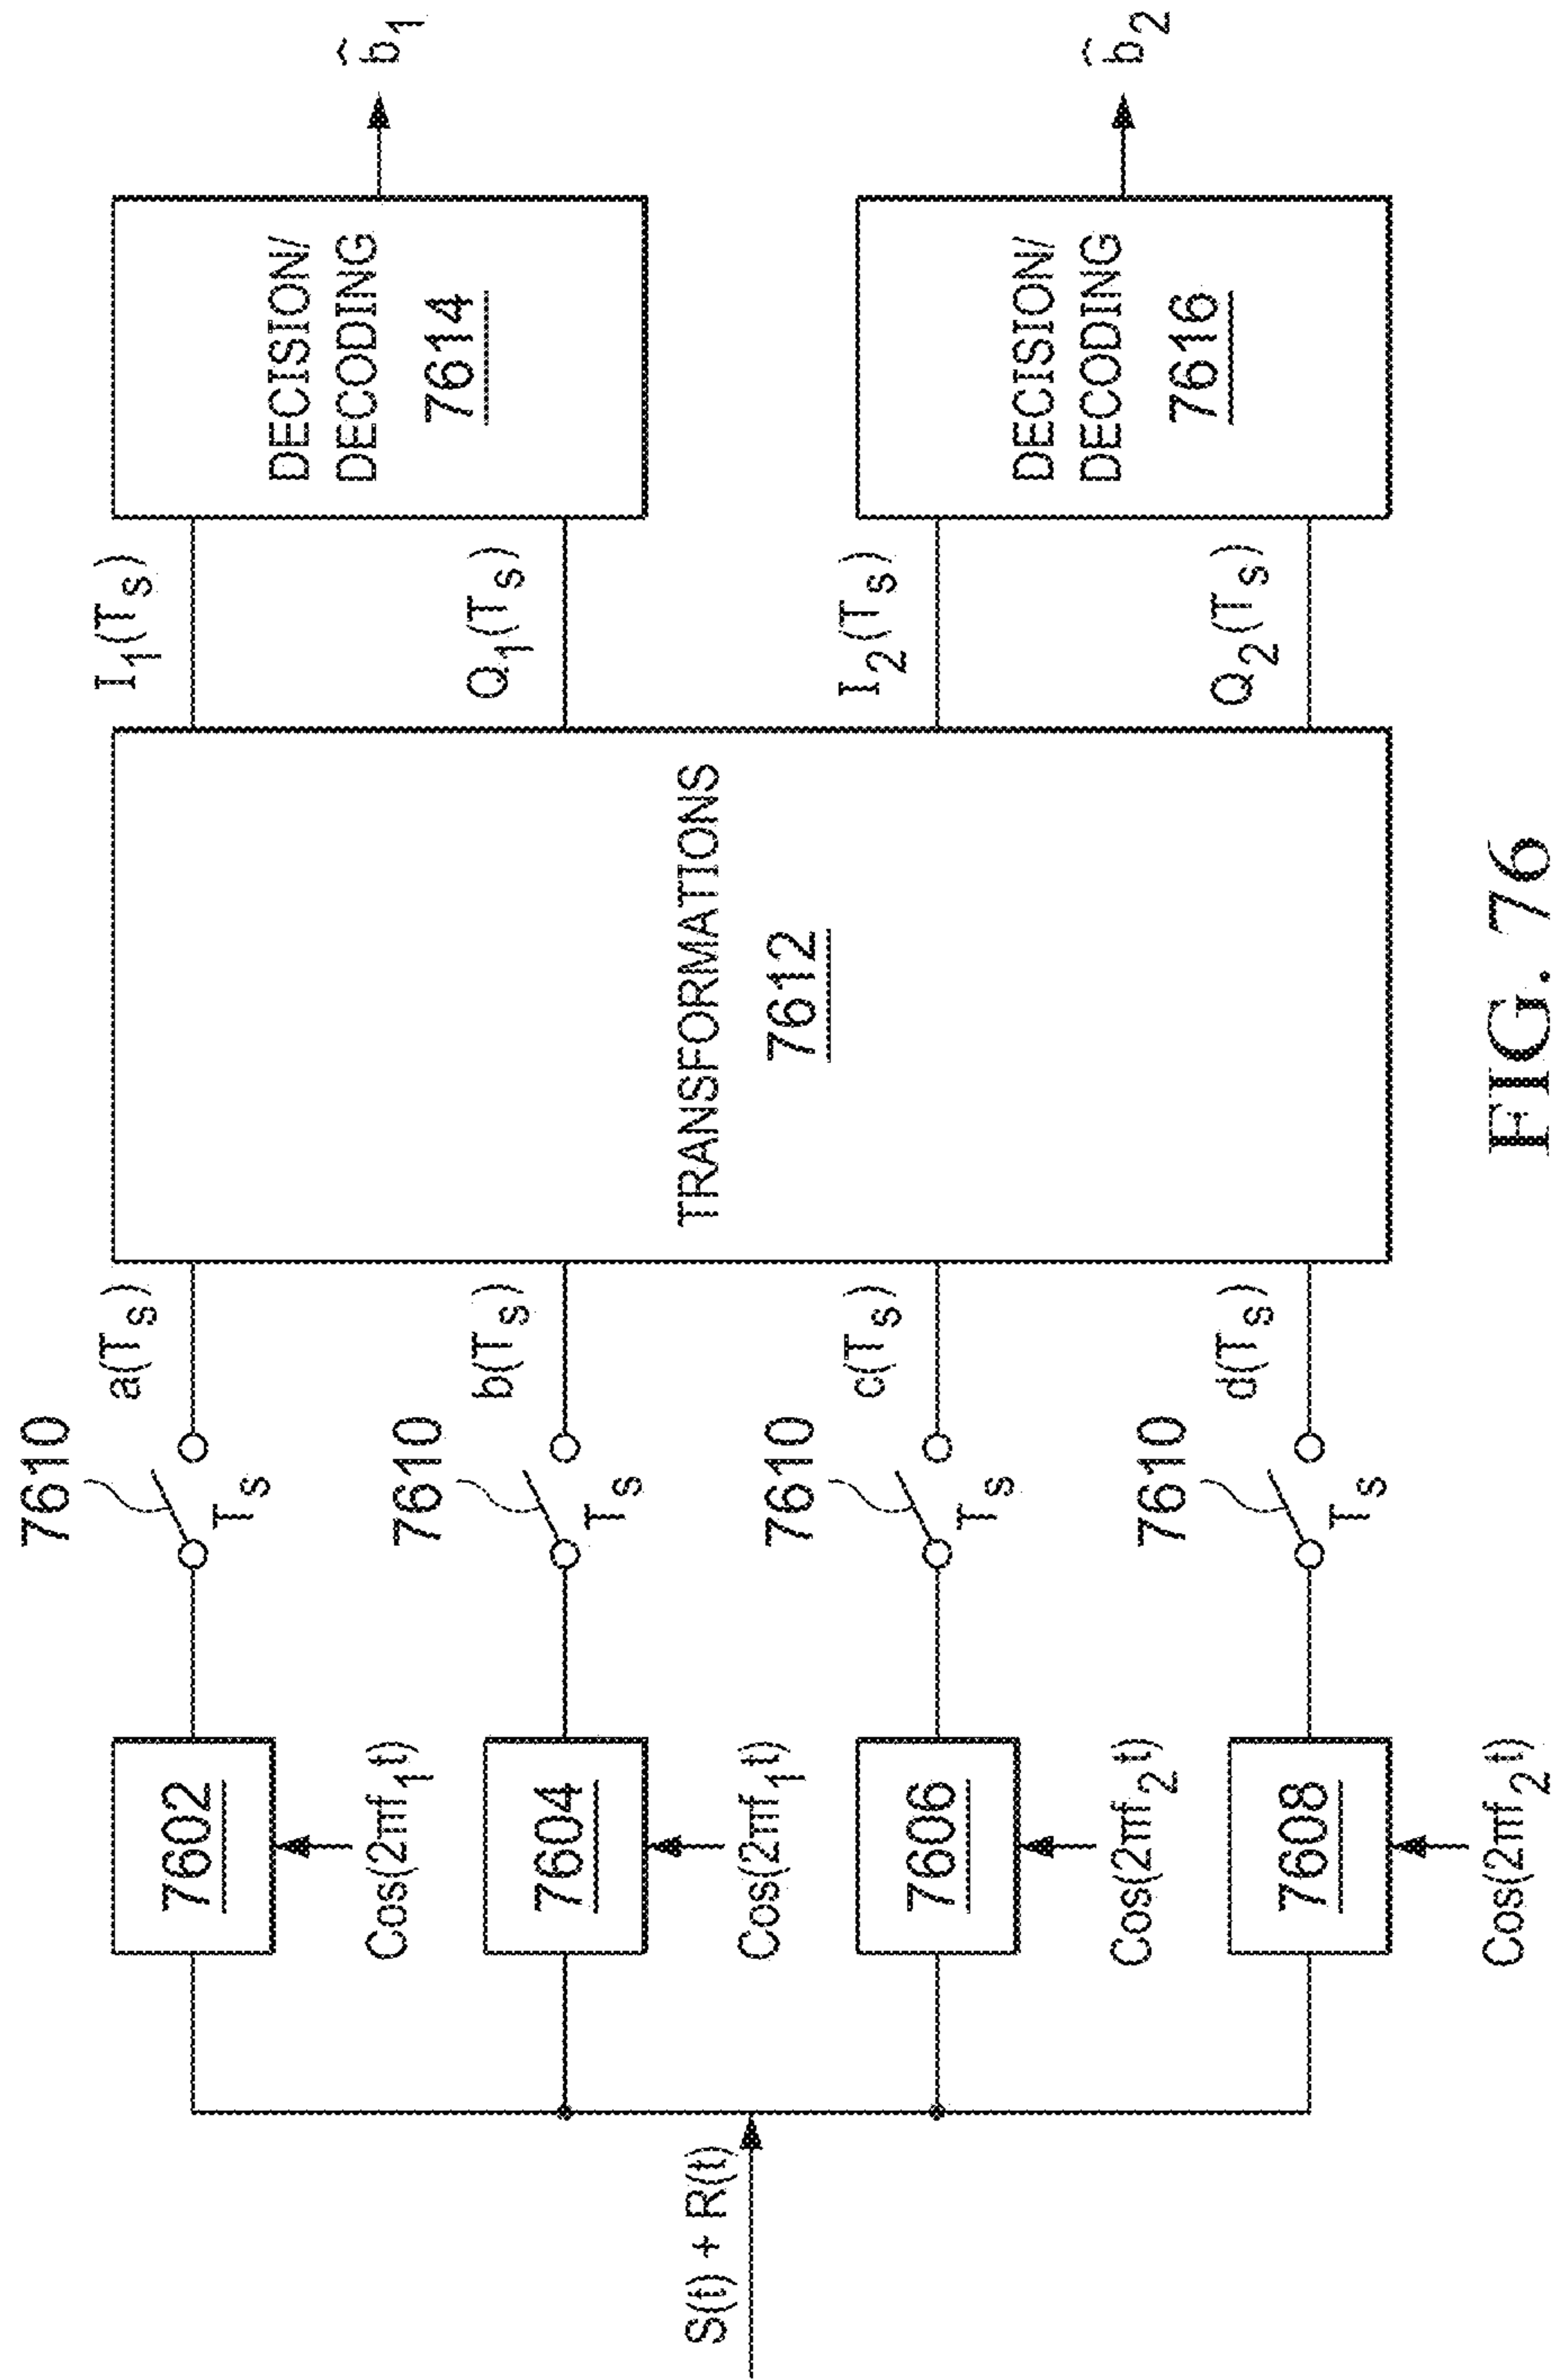 S(t) + R(t)
7602
Cos(2πf1t)
7604
Cos(2πf1t)
7606
Cos(2πf2t)
7608
Cos(2πf2t)
7610
Ts
7610
Ts
7610
Ts
7610
Ts
a(Ts)
b(Ts)
c(Ts)
d(Ts)
TRANSFORMATIONS
7612
I1(Ts)
Q1(Ts)
I2(Ts)
Q2(Ts)
DECISION/
DECODING
7614
DECISION/
DECODING
7616
b̂1
b̂2
FIG. 76